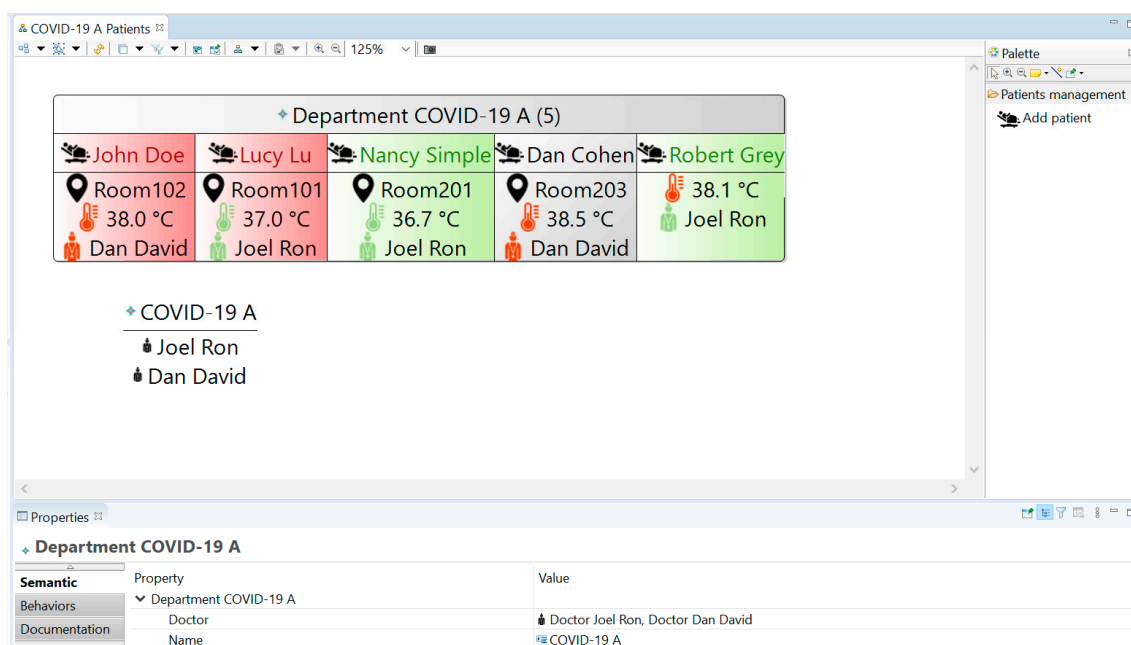 COVID-19 A Patients
125%
Palette
Patients management
Add patient
Department COVID-19 A (5)
John Doe Lucy Lu Nancy Simple Dan Cohen Robert Grey
Room102 Room101 Room201 Room203 38.1 °C
38.0 °C 37.0 °C 36.7 °C 38.5 °C Joel Ron
Dan David Joel Ron Joel Ron Dan David
COVID-19 A
Joel Ron
Dan David
Properties
Department COVID-19 A
Semantic Property Value
Behaviors Department COVID-19 A
Documentation Doctor Doctor Joel Ron, Doctor Dan David
Name COVID-19 A